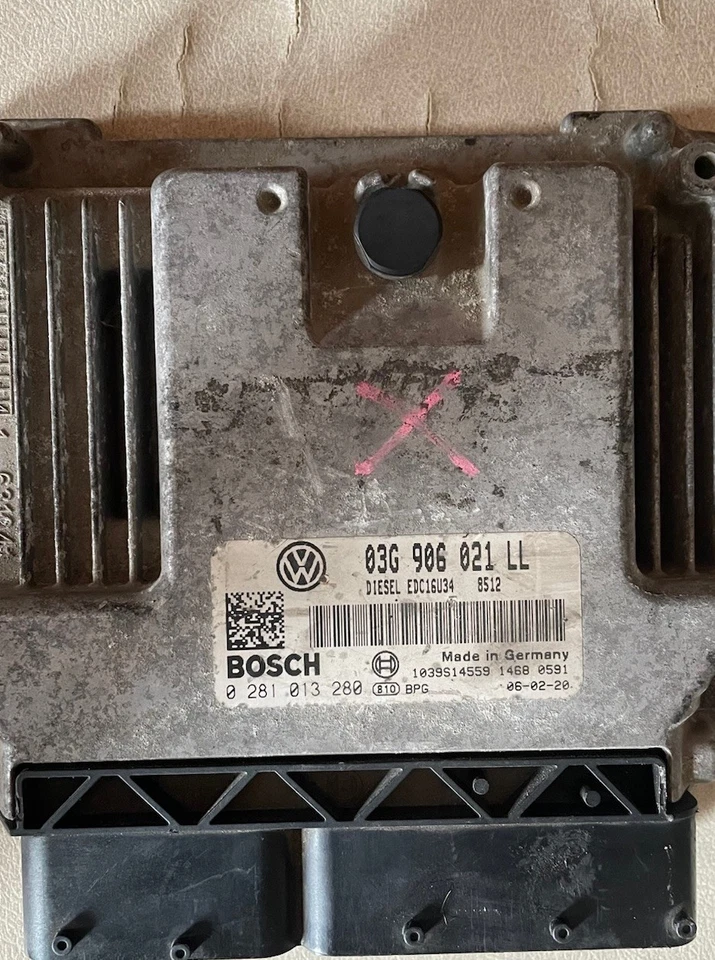 03G 906 021 LL
DIESEL EDC16U34 8512
BOSCH
Made in Germany
1039S14559 1468 0591
0 281 013 280 810 BPG 06-02-20